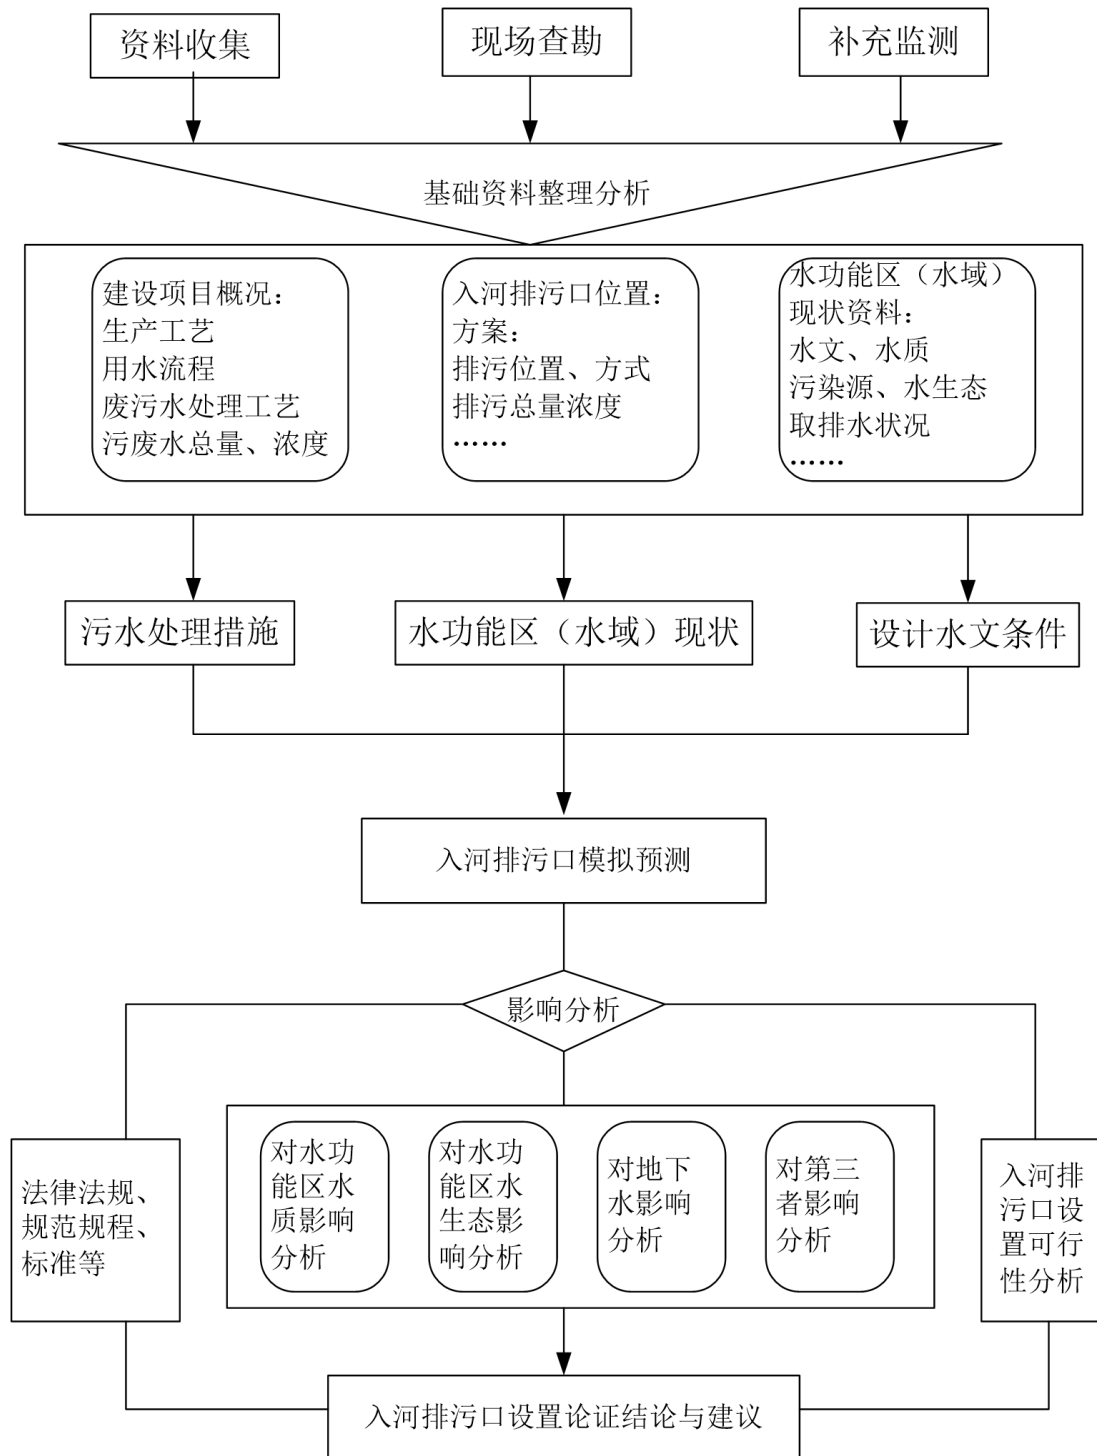 资料收集
现场查勘
补充监测
基础资料整理分析
建设项目概况：
生产工艺
用水流程
废污水处理工艺
污废水总量、浓度
入河排污口位置：
方案：
排污位置、方式
排污总量浓度
……
水功能区（水域）
现状资料：
水文、水质
污染源、水生态
取排水状况
……
污水处理措施
水功能区（水域）现状
设计水文条件
入河排污口模拟预测
影响分析
法律法规、
规范规程、
标准等
对水功
能区水
质影响
分析
对水功
能区水
生态影
响分析
对地下
水影响
分析
对第三
者影响
分析
入河排
污口设
置可行
性分析
入河排污口设置论证结论与建议